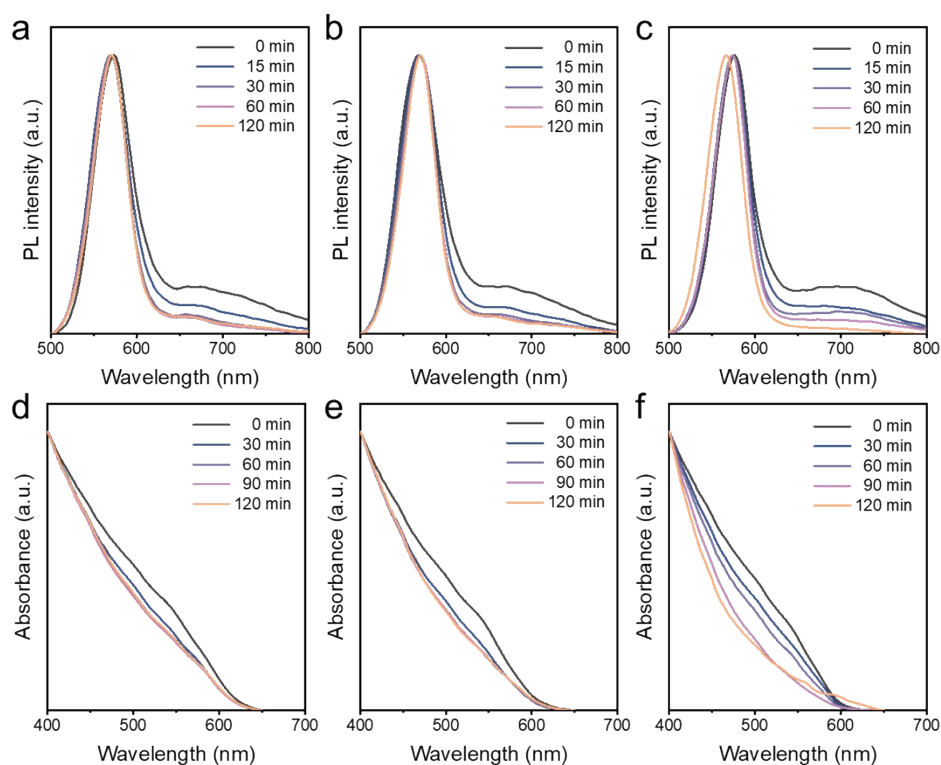 a
PL intensity (a.u.)
0 min
15 min
30 min
60 min
120 min
500 600 700 800
Wavelength (nm)
b
PL intensity (a.u.)
0 min
15 min
30 min
60 min
120 min
500 600 700 800
Wavelength (nm)
c
PL intensity (a.u.)
0 min
15 min
30 min
60 min
120 min
500 600 700 800
Wavelength (nm)
d
Absorbance (a.u.)
0 min
30 min
60 min
90 min
120 min
400 500 600 700
Wavelength (nm)
e
Absorbance (a.u.)
0 min
30 min
60 min
90 min
120 min
400 500 600 700
Wavelength (nm)
f
Absorbance (a.u.)
0 min
30 min
60 min
90 min
120 min
400 500 600 700
Wavelength (nm)